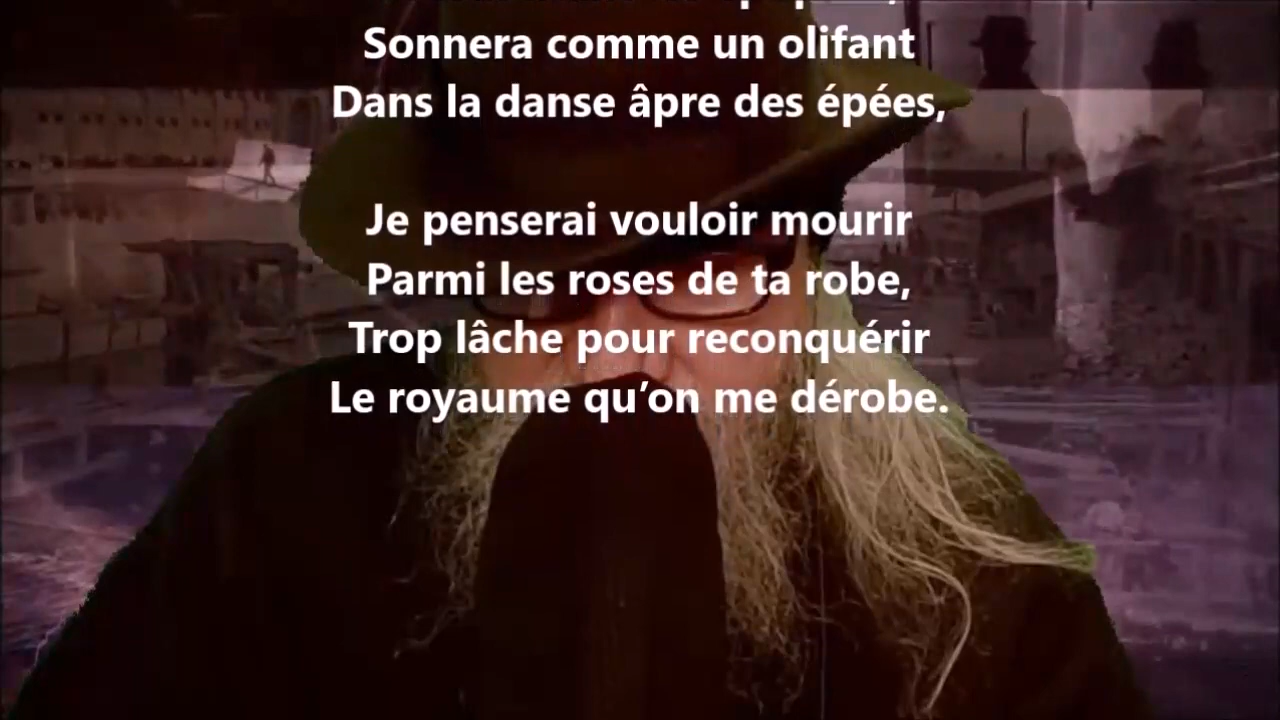 Sonnera comme un olifant
Dans la danse âpre des épées,
Je penserai vouloir mourir
Parmi les roses de ta robe,
Trop lâche pour reconquérir
Le royaume qu’on me dérobe.